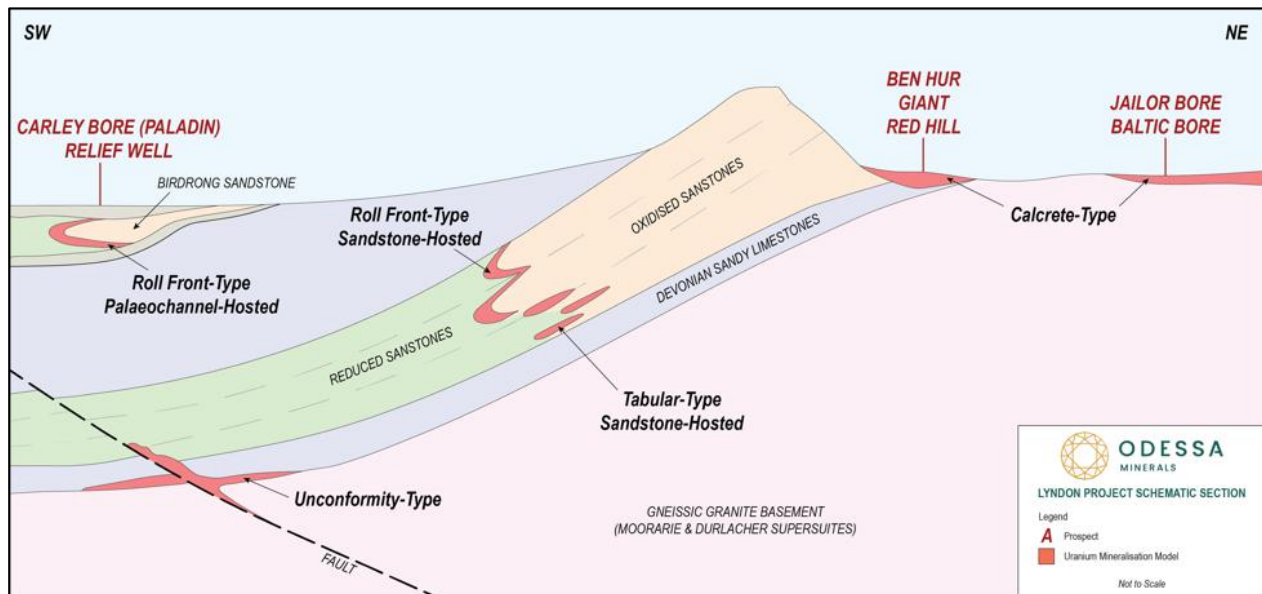 SW
NE
CARLEY BORE (PALADIN)
RELIEF WELL
BIRDRONG SANDSTONE
Roll Front-Type
Palaeochannel-Hosted
Roll Front-Type
Sandstone-Hosted
OXIDISED SANSTONES
DEVONIAN SANDY LIMESTONES
REDUCED SANSTONES
BEN HUR
GIANT
RED HILL
JAILOR BORE
BALTIC BORE
Calcrete-Type
Tabular-Type
Sandstone-Hosted
Unconformity-Type
FAULT
GNEISSIC GRANITE BASEMENT
(MOORARIE & DURLACHER SUPERSUITES)
ODESSA
MINERALS
LYNDON PROJECT SCHEMATIC SECTION
Legend
A Prospect
Uranium Mineralisation Model
Not to Scale